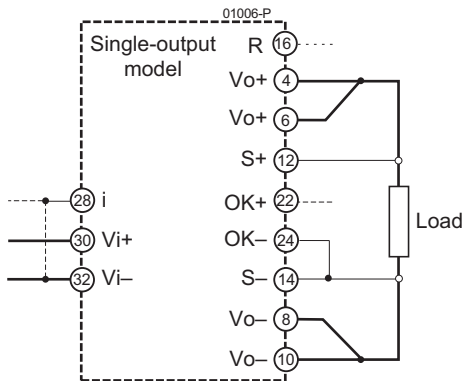 01006-P
Single-output
model
R 16
Vo+ 4
Vo+ 6
S+ 12
28 i
OK+ 22
Load
30 Vi+
OK– 24
32 Vi–
S– 14
Vo– 8
Vo– 10